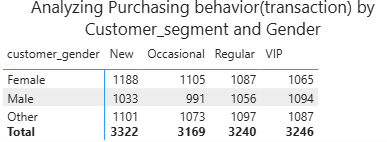 Analyzing Purchasing behavior(transaction) by
Customer_segment and Gender
customer_gender New Occasional Regular VIP
Female 1188 1105 1087 1065
Male 1033 991 1056 1094
Other 1101 1073 1097 1087
Total 3322 3169 3240 3246